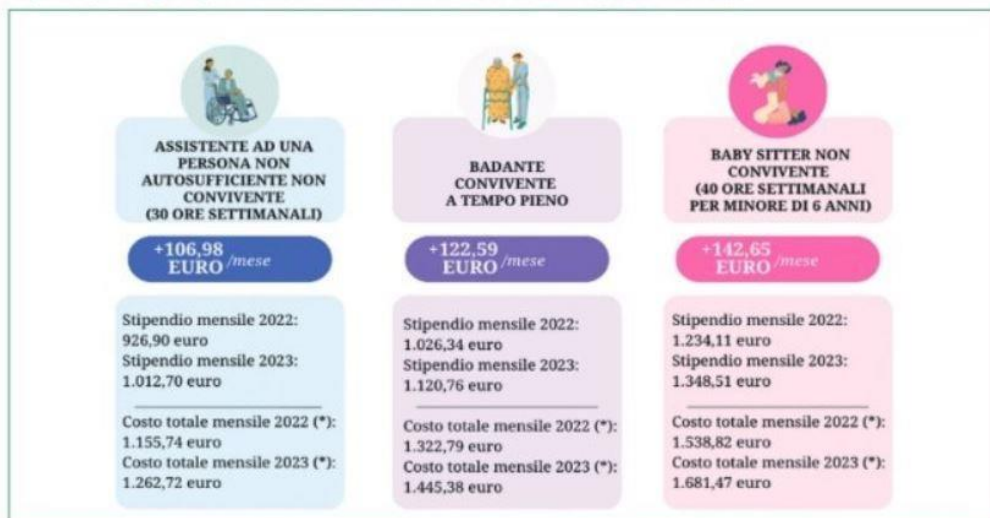 ASSISTENTE AD UNA
PERSONA NON
AUTOSUFFICIENTE NON
CONVIVENTE
(30 ORE SETTIMANALI)
+106,98
EURO /mese
Stipendio mensile 2022:
926,90 euro
Stipendio mensile 2023:
1.012,70 euro
Costo totale mensile 2022 (*):
1.155,74 euro
Costo totale mensile 2023 (*):
1.262,72 euro
BADANTE
CONVIVENTE
A TEMPO PIENO
+122,59
EURO /mese
Stipendio mensile 2022:
1.026,34 euro
Stipendio mensile 2023:
1.120,76 euro
Costo totale mensile 2022 (*):
1.322,79 euro
Costo totale mensile 2023 (*):
1.445,38 euro
BABY SITTER NON
CONVIVENTE
(40 ORE SETTIMANALI
PER MINORE DI 6 ANNI)
+142,65
EURO /mese
Stipendio mensile 2022:
1.234,11 euro
Stipendio mensile 2023:
1.348,51 euro
Costo totale mensile 2022 (*):
1.538,82 euro
Costo totale mensile 2023 (*):
1.681,47 euro